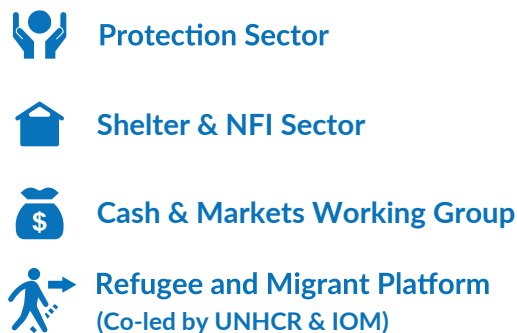 Protection Sector
Shelter & NFI Sector
$
Cash & Markets Working Group
Refugee and Migrant Platform
(Co-led by UNHCR & IOM)